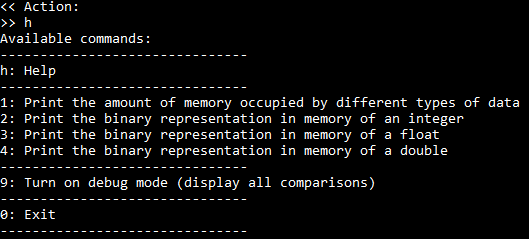 << Action:
>> h
Available commands:
-------------------------------
h: Help
-------------------------------
1: Print the amount of memory occupied by different types of data
2: Print the binary representation in memory of an integer
3: Print the binary representation in memory of a float
4: Print the binary representation in memory of a double
-------------------------------
9: Turn on debug mode (display all comparisons)
-------------------------------
0: Exit
-------------------------------